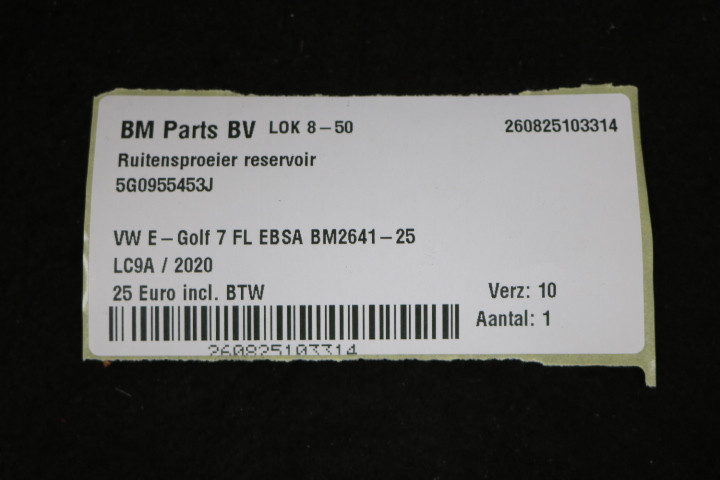 BM Parts BV LOK 8-50 260825103314
Ruitensproeier reservoir
5G0955453J
VW E-Golf 7 FL EBSA BM2641-25
LC9A / 2020
25 Euro incl. BTW Verz: 10
Aantal: 1
260825103314